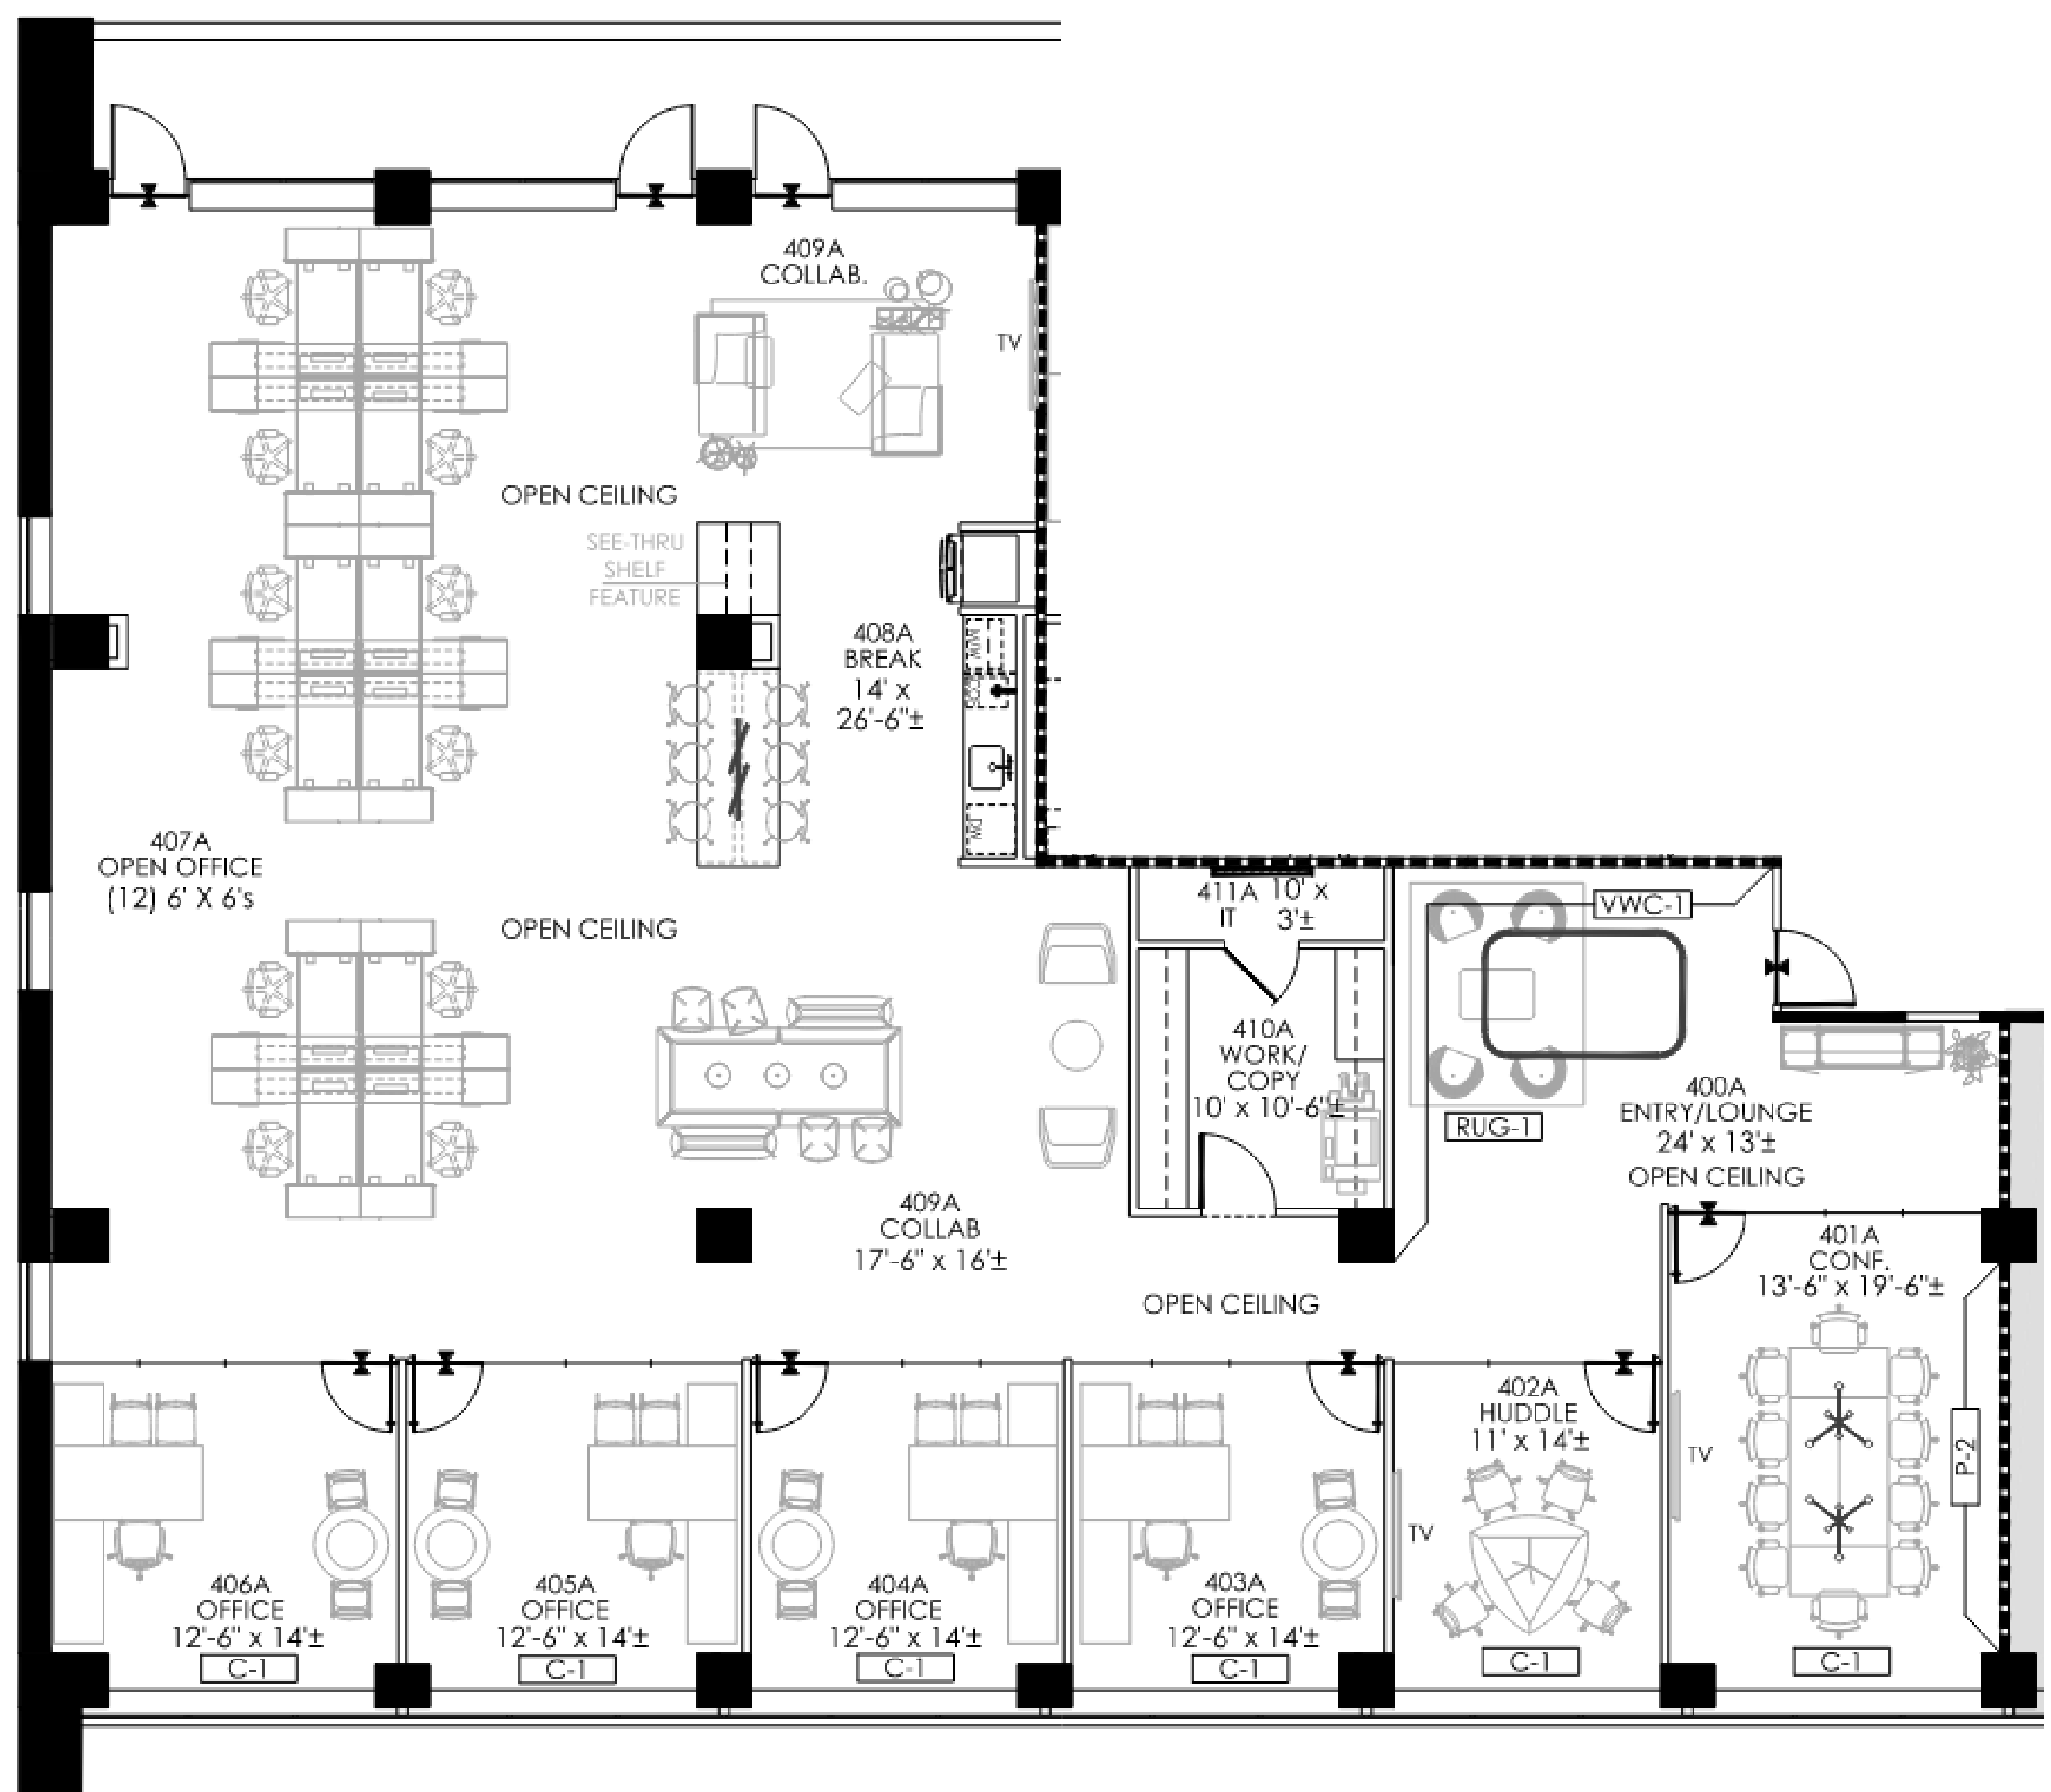 409A
COLLAB.
TV
OPEN CEILING
SEE-THRU
SHELF
FEATURE
408A
BREAK
14' x
26'-6"±
MW
DW
407A
OPEN OFFICE
(12) 6' X 6's
OPEN CEILING
411A 10' x
IT 3'±
VWC-1
410A
WORK/
COPY
10' x 10'-6"±
RUG-1
400A
ENTRY/LOUNGE
24' x 13'±
OPEN CEILING
409A
COLLAB
17'-6" x 16'±
OPEN CEILING
401A
CONF.
13'-6" x 19'-6"±
402A
HUDDLE
11' x 14'±
TV
P-2
TV
406A
OFFICE
12'-6" x 14'±
C-1
405A
OFFICE
12'-6" x 14'±
C-1
404A
OFFICE
12'-6" x 14'±
C-1
403A
OFFICE
12'-6" x 14'±
C-1
C-1
C-1